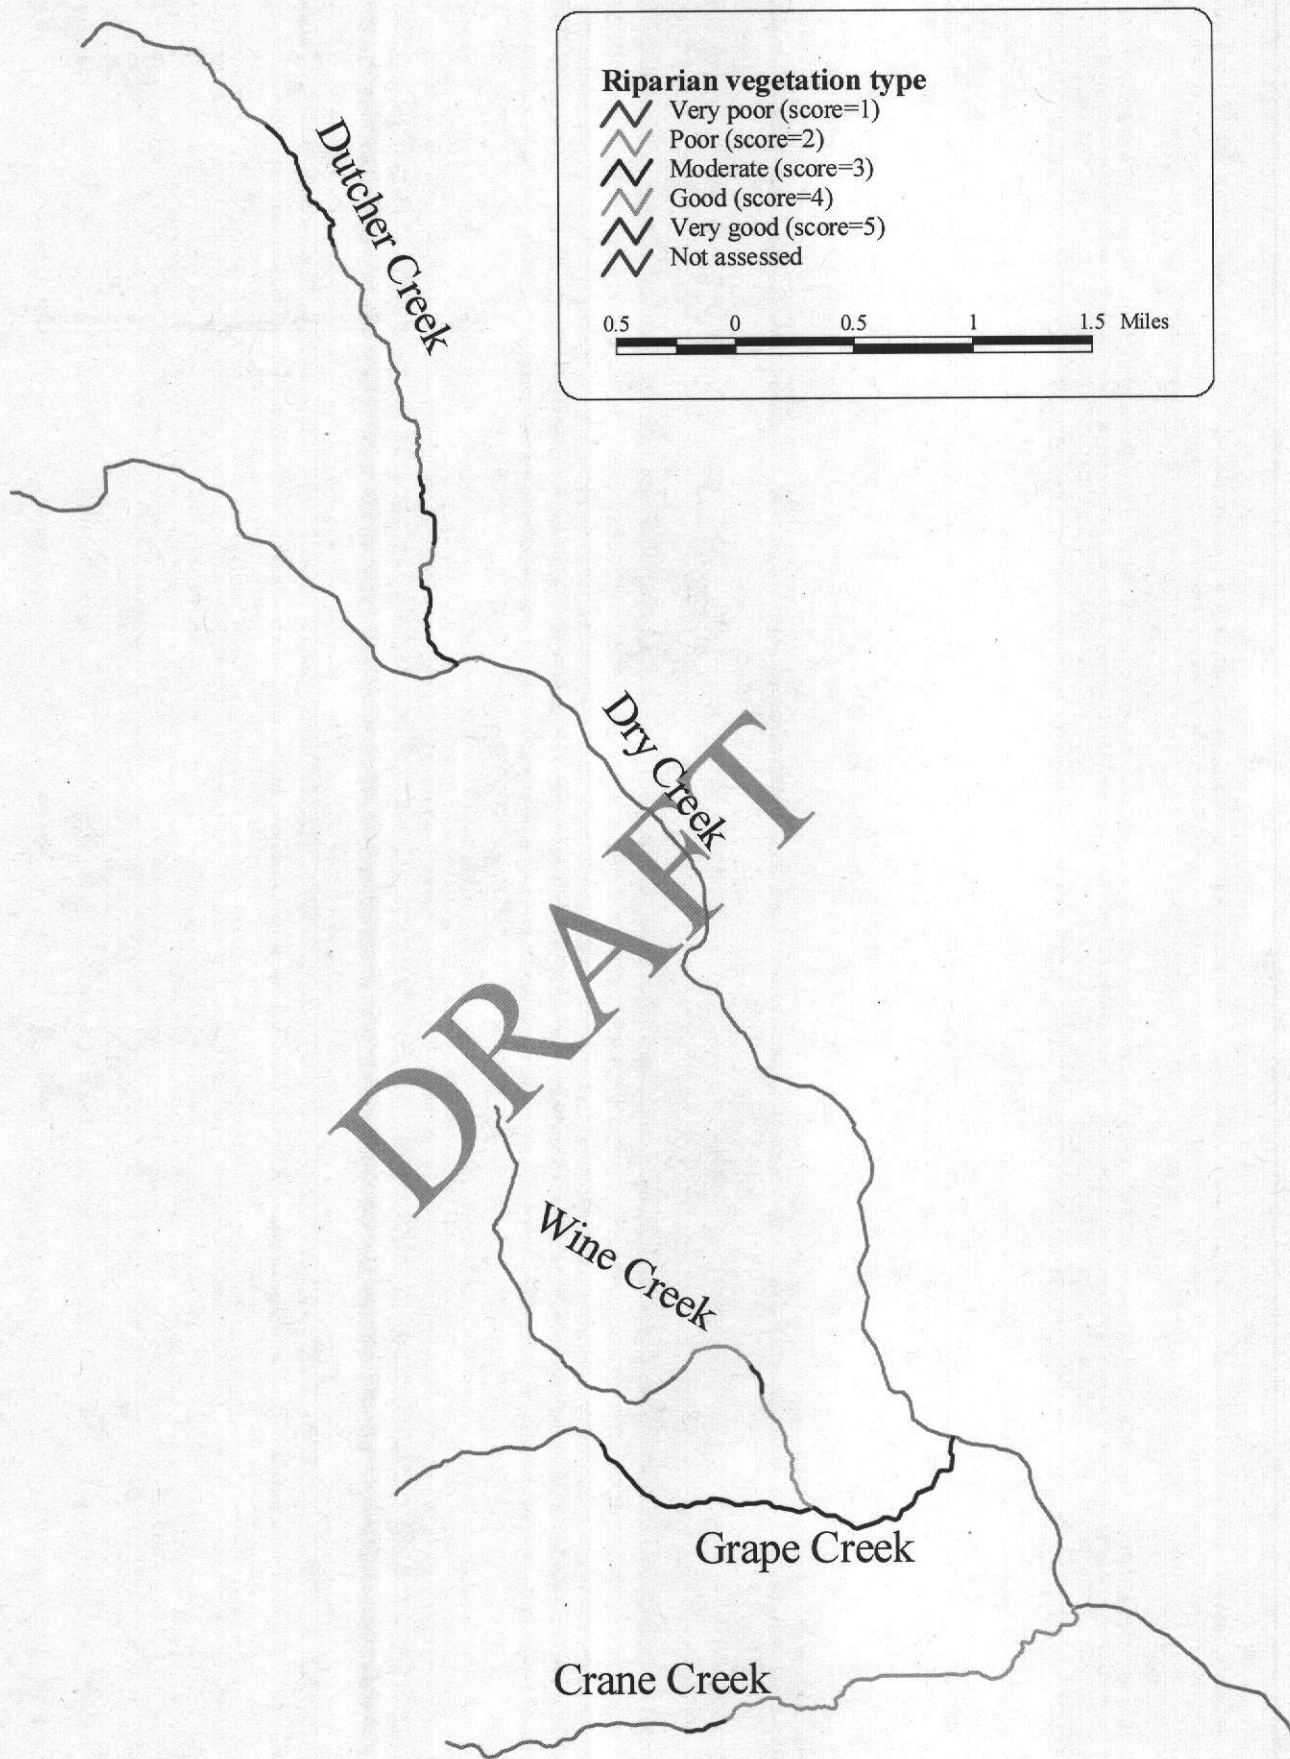 Riparian vegetation type
Very poor (score=1)
Poor (score=2)
Moderate (score=3)
Good (score=4)
Very good (score=5)
Not assessed
0.5 0 0.5 1 1.5 Miles
Dutcher Creek
Dry Creek
DRAFT
Wine Creek
Grape Creek
Crane Creek